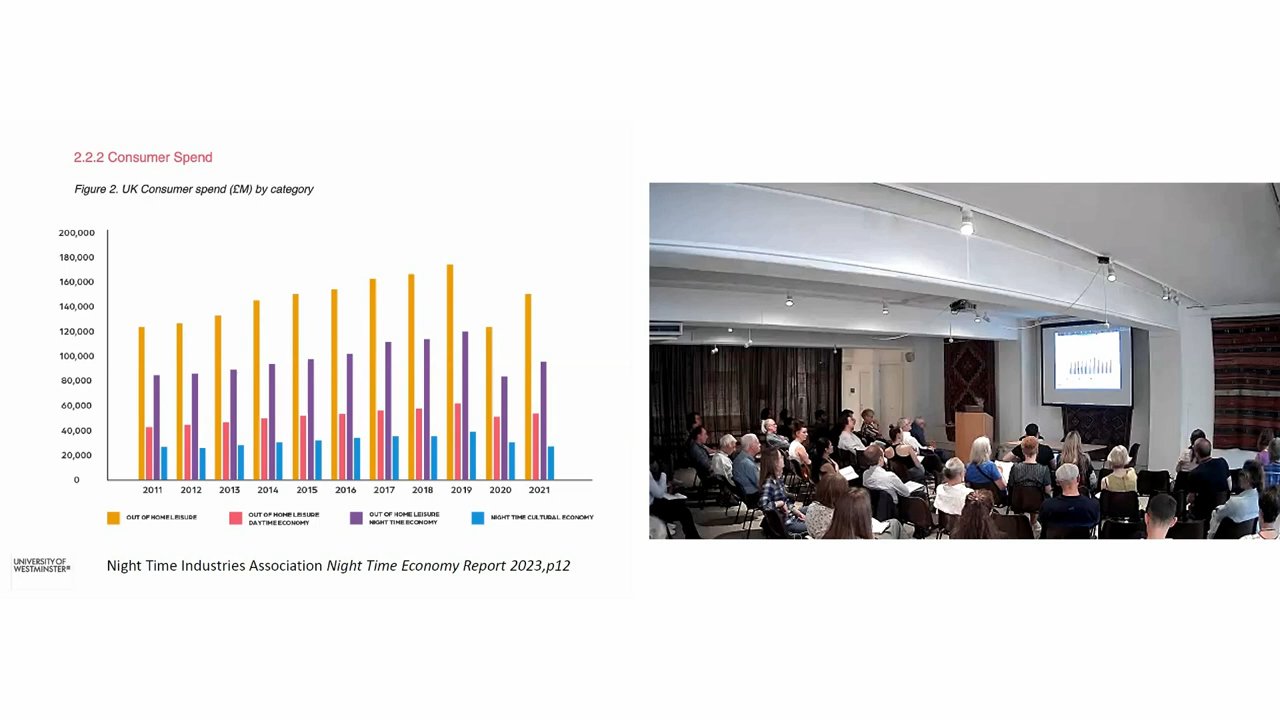 2.2.2 Consumer Spend
Figure 2. UK Consumer spend (£M) by category
200,000
180,000
160,000
140,000
120,000
100,000
80,000
60,000
40,000
20,000
0
2011 2012 2013 2014 2015 2016 2017 2018 2019 2020 2021
OUT OF HOME LEISURE
OUT OF HOME LEISURE
DAYTIME ECONOMY
OUT OF HOME LEISURE
NIGHT TIME ECONOMY
NIGHT TIME CULTURAL ECONOMY
UNIVERSITY OF
WESTMINSTER
Night Time Industries Association Night Time Economy Report 2023,p12